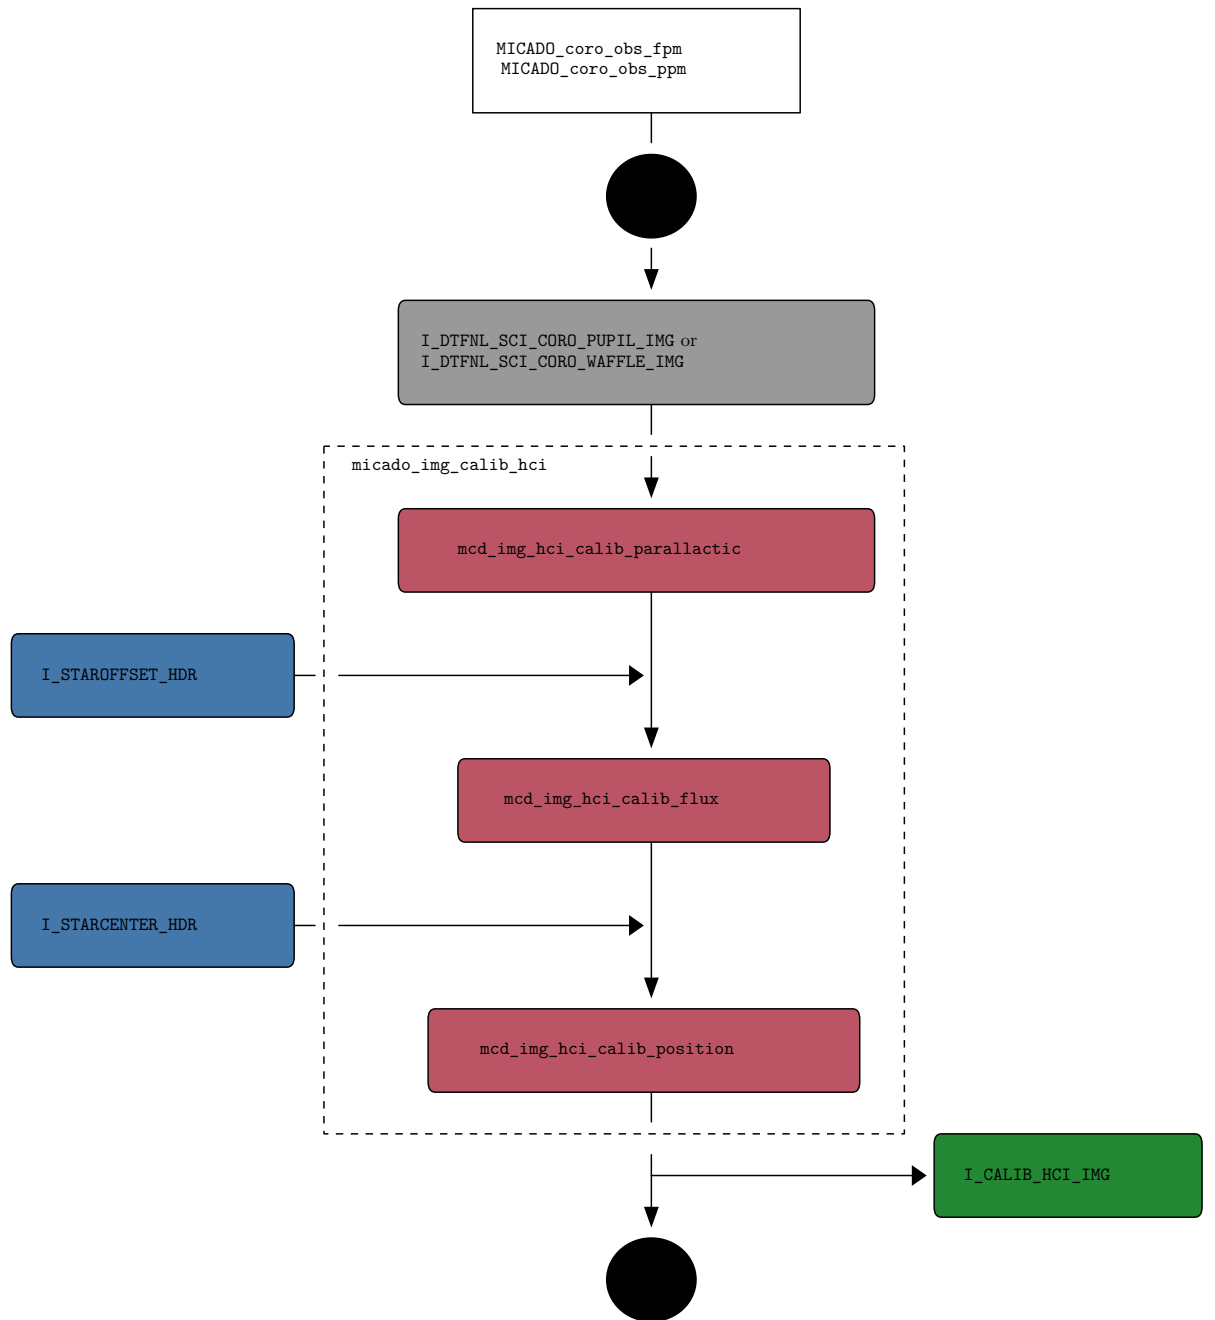 MICADO_coro_obs_fpm
MICADO_coro_obs_ppm
I_DTFNL_SCI_CORO_PUPIL_IMG or
I_DTFNL_SCI_CORO_WAFFLE_IMG
micado_img_calib_hci
mcd_img_hci_calib_parallactic
I_STAROFFSET_HDR
mcd_img_hci_calib_flux
I_STARCENTER_HDR
mcd_img_hci_calib_position
I_CALIB_HCI_IMG